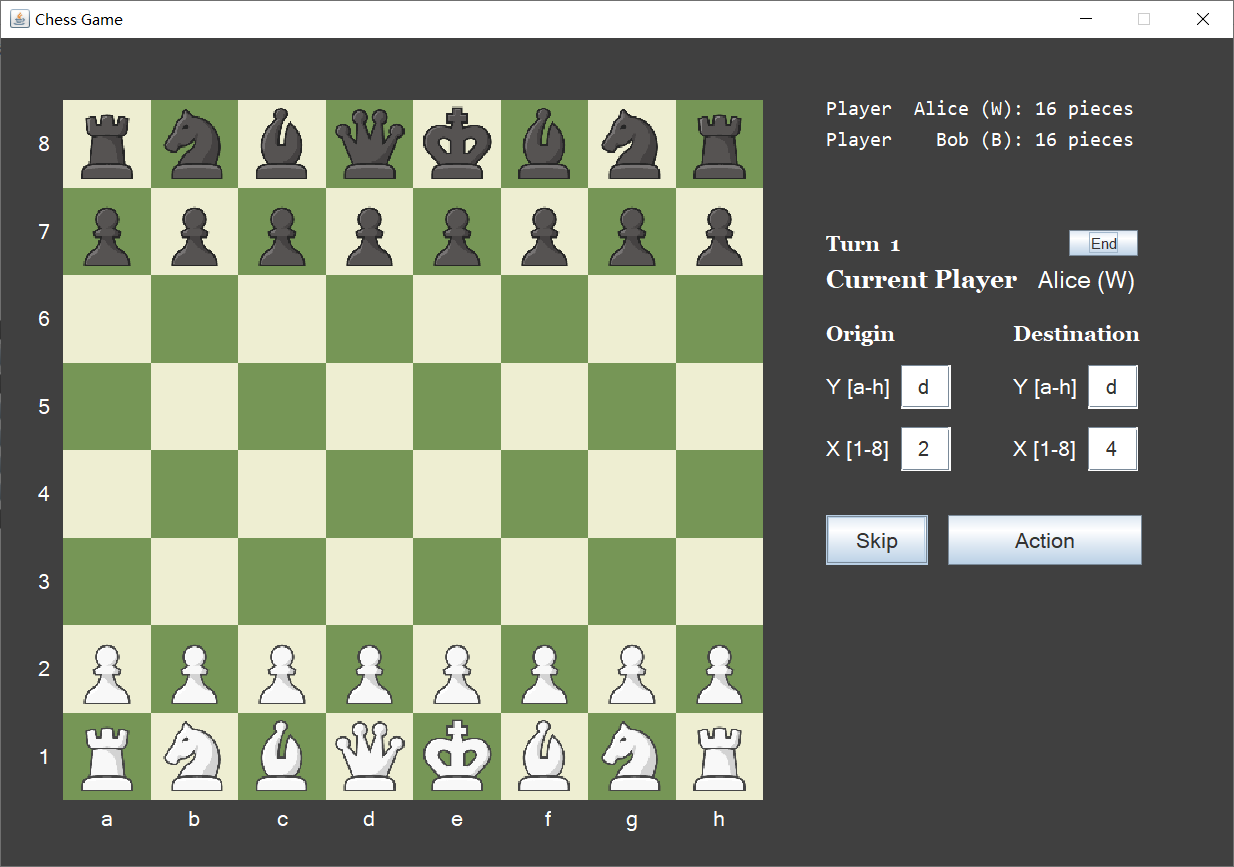 Chess Game
Player  Alice (W): 16 pieces
Player    Bob (B): 16 pieces
Turn 1
End
Current Player Alice (W)
Origin Destination
Y [a-h] d Y [a-h] d
X [1-8] 2 X [1-8] 4
Skip Action
8
7
6
5
4
3
2
1
a b c d e f g h